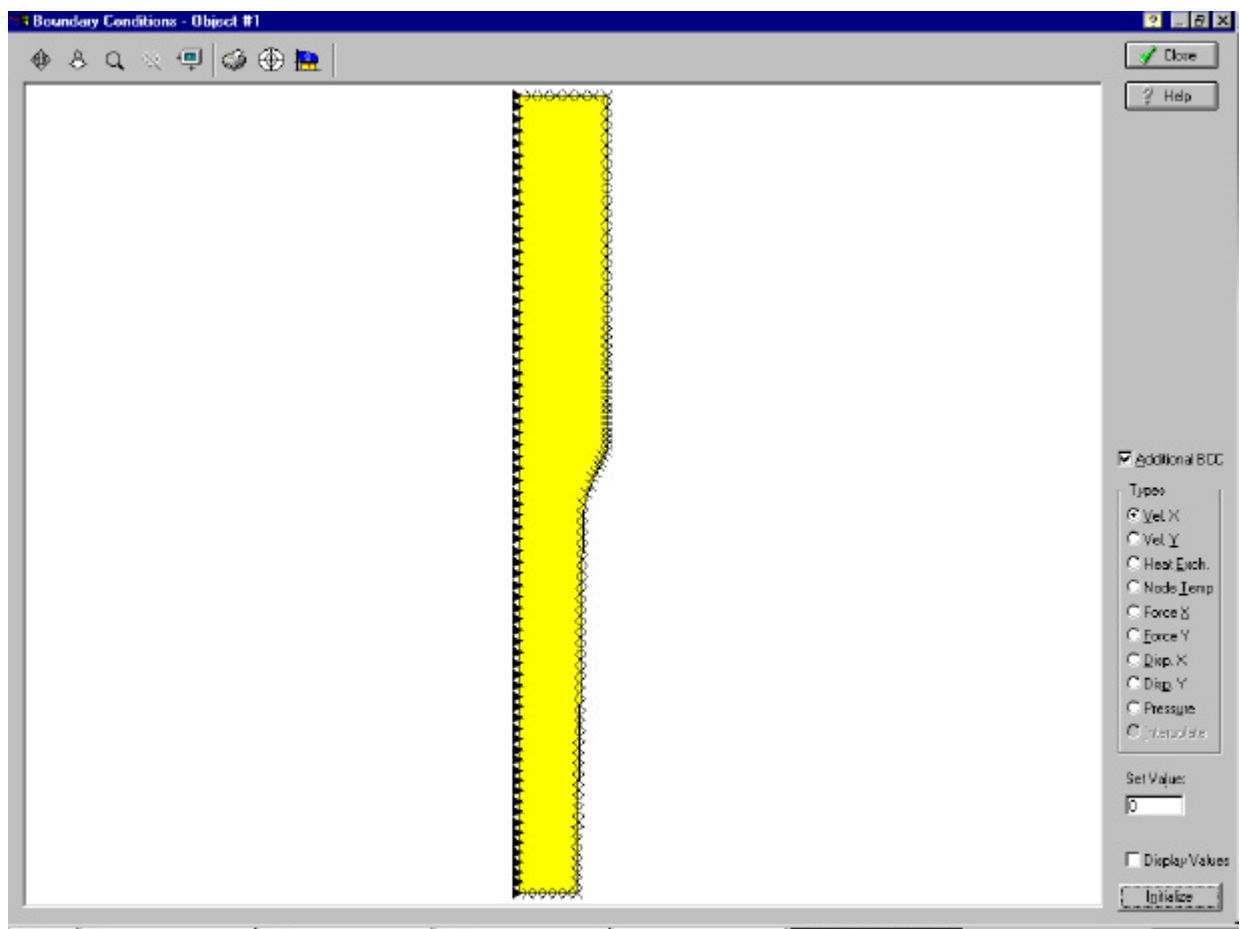 Boundary Conditions - Object #1
Close
? Help
Additional BCC
Types
Vel. X
Vel. Y
Heat Exch.
Node Temp
Force X
Force Y
Disp. X
Disp. Y
Pressure
Interpolate
Set Value:
0
Display Values
Initialize